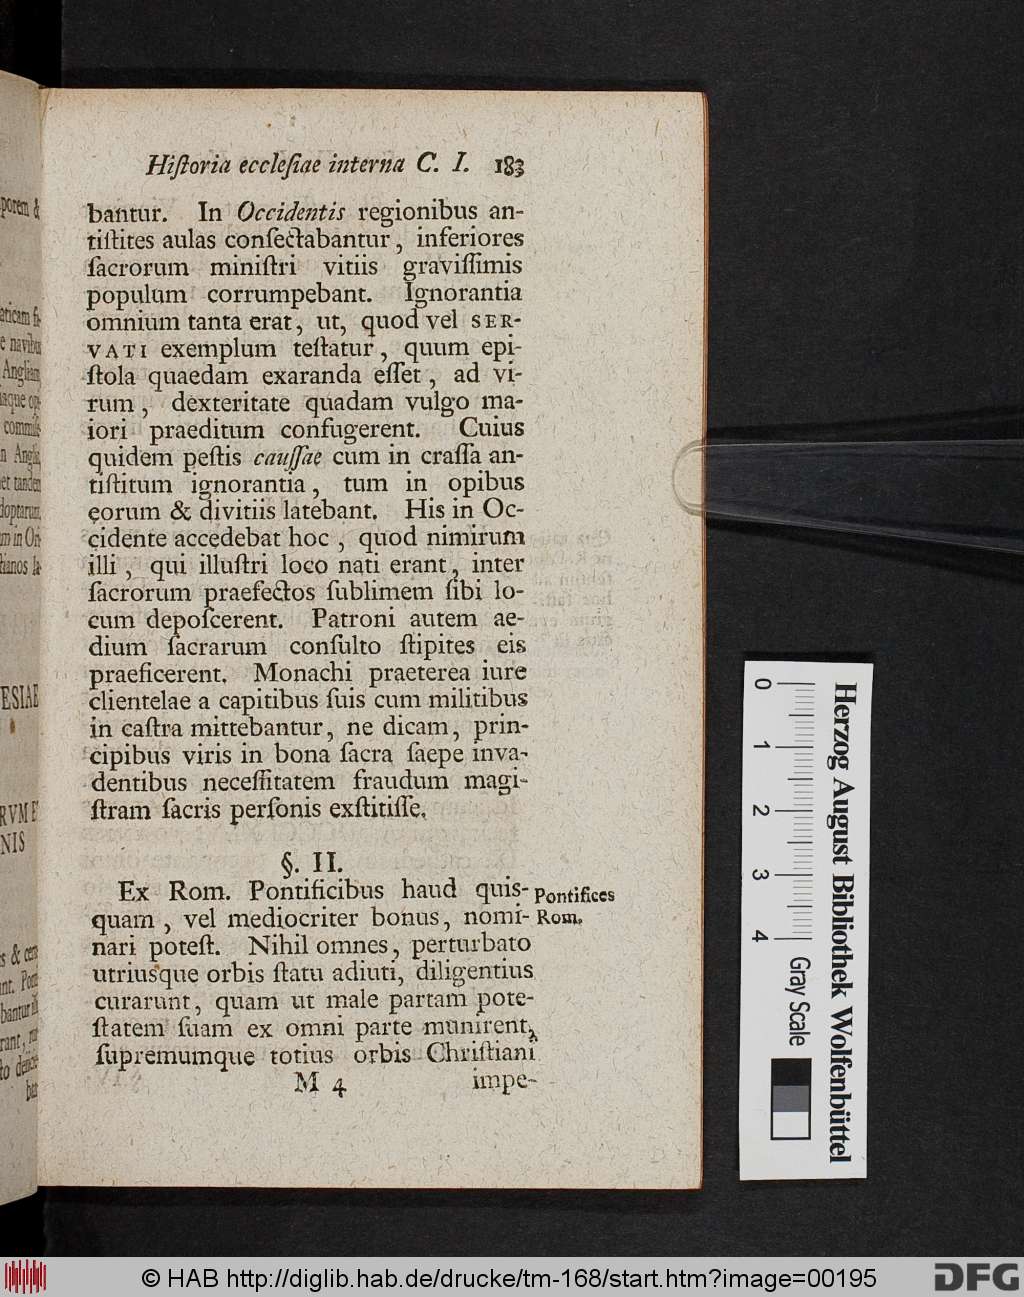 Hiſtoria eccleſiae interna C. I. 183
bantur. In Occidentis regionibus an-
tiſtites aulas conſectabantur, inferiores
ſacrorum miniſtri vitiis graviſſimis
populum corrumpebant. Ignorantia
omnium tanta erat, ut, quod vel SER-
VATI exemplum teſtatur, quum epi-
ſtola quaedam exaranda eſſet, ad vi-
rum, dexteritate quadam vulgo ma-
iori praeditum confugerent. Cuius
quidem peſtis cauſſae cum in craſſa an-
tiſtitum ignorantia, tum in opibus
eorum & divitiis latebant. His in Oc-
cidente accedebat hoc, quod nimirum
illi, qui illuſtri loco nati erant, inter
ſacrorum praefectos ſublimem ſibi lo-
cum depoſcerent. Patroni autem ae-
dium ſacrarum conſulto ſtipites eis
praeficerent. Monachi praeterea iure
clientelae a capitibus ſuis cum militibus
in caſtra mittebantur, ne dicam, prin-
cipibus viris in bona ſacra ſaepe inva-
dentibus neceſſitatem fraudum magi-
ſtram ſacris perſonis exſtitiſſe.
§. II.
Ex Rom. Pontificibus haud quis-
quam, vel mediocriter bonus, nomi-
nari poteſt. Nihil omnes, perturbato
utriusque orbis ſtatu adiuti, diligentius
curarunt, quam ut male partam pote-
ſtatem ſuam ex omni parte munirent,
ſupremumque totius orbis Chriſtiani
Pontifices
Rom.
M 4 impe-
porem &
navibus
Angliam
n Anglia
et tandem
ESIAE
RVM E
NIS
0 1 2 3 4
Herzog August Bibliothek Wolfenbüttel
Gray Scale
© HAB http://diglib.hab.de/drucke/tm-168/start.htm?image=00195
DFG